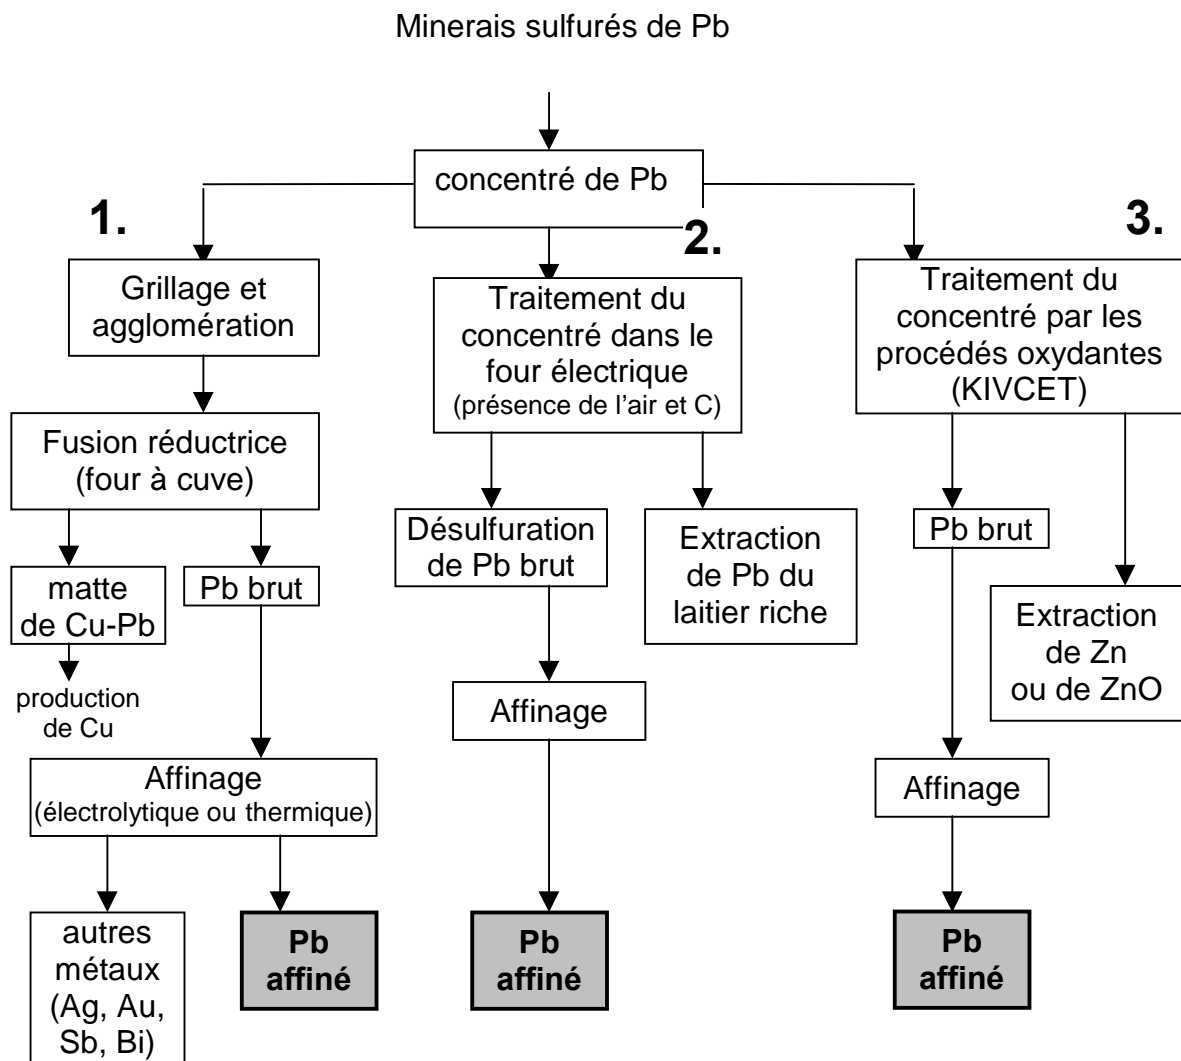 Minerais sulfurés de Pb
concentré de Pb
1.
2.
3.
Grillage et
agglomération
Traitement du
concentré dans le
four électrique
(présence de l'air et C)
Traitement du
concentré par les
procédés oxydantes
(KIVCET)
Fusion réductrice
(four à cuve)
Désulfuration
de Pb brut
Extraction
de Pb du
laitier riche
Pb brut
matte
de Cu-Pb
Pb brut
Extraction
de Zn
ou de ZnO
production
de Cu
Affinage
Affinage
(électrolytique ou thermique)
Affinage
autres
métaux
(Ag, Au,
Sb, Bi)
Pb
affiné
Pb
affiné
Pb
affiné